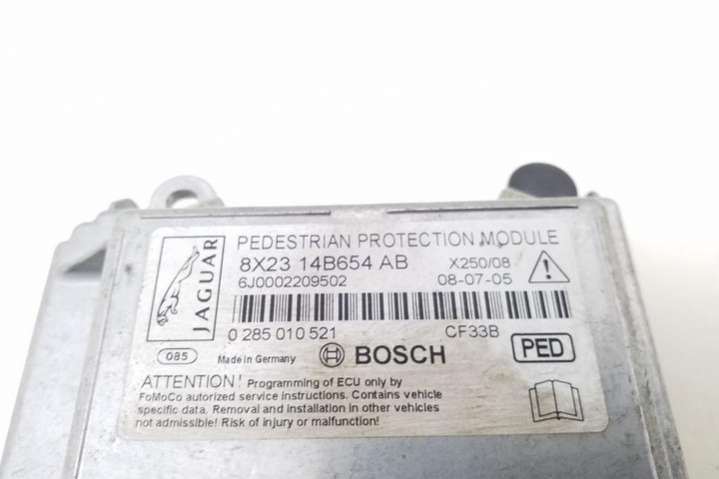 PEDESTRIAN PROTECTION MODULE
8X23 14B654 AB
X250/08
6J0002209502
08-07-05
JAGUAR
0 285 010 521
CF33B
085
Made in Germany
BOSCH
PED
ATTENTION! Programming of ECU only by
FoMoCo autorized service instructions. Contains vehicle
specific data. Removal and installation in other vehicles
not admissible! Risk of injury or malfunction!